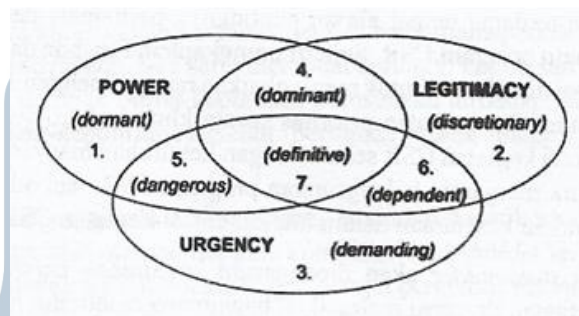 4.
POWER
LEGITIMACY
(dominant)
(dormant)
(discretionary)
1.
5.
(definitive)
6.
2.
(dangerous)
7.
(dependent)
URGENCY
(demanding)
3.